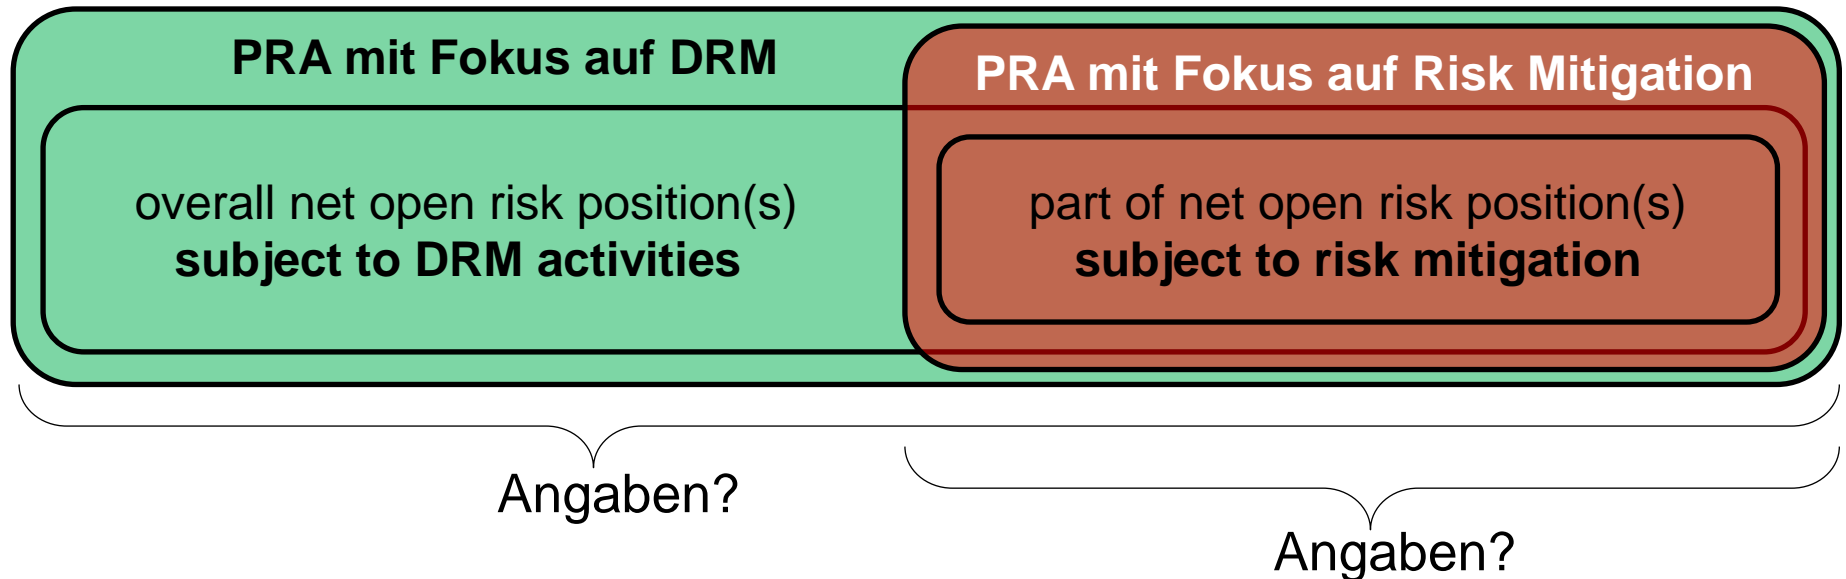 PRA mit Fokus auf DRM
PRA mit Fokus auf Risk Mitigation
overall net open risk position(s)
subject to DRM activities
part of net open risk position(s)
subject to risk mitigation
Angaben?
Angaben?